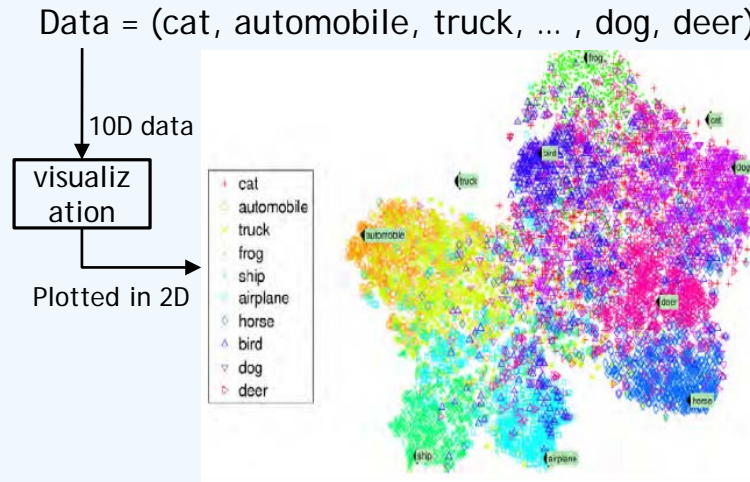 Data = (cat, automobile, truck, ... , dog, deer)
10D data
visualiz
ation
Plotted in 2D
cat
automobile
truck
frog
ship
airplane
horse
bird
dog
deer
frog
cat
bird
dog
truck
automobile
deer
horse
ship
airplane